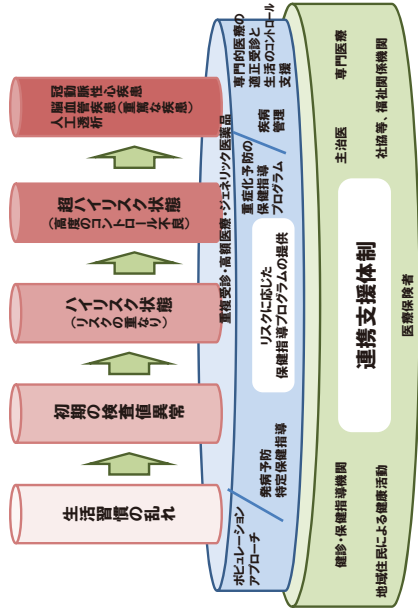 生活習慣の乱れ
初期の検査値異常
ハイリスク状態
(リスクの重なり)
超ハイリスク状態
(高度のコントロール不良)
冠動脈性心疾患
脳血管疾患(重篤な疾患)
人工透析
重複受診・高額医療・ジェネリック医薬品
ポピュレーション
アプローチ
発病予防
特定保健指導
リスクに応じた
保健指導プログラムの提供
重症化予防の
保健指導
プログラム
疾病
管理
専門的医療の
適正受診と
生活のコントロール
支援
健診・保健指導機関
地域住民による健康活動
連携支援体制
主治医
専門医療
社協等、福祉関係機関
医療保険者